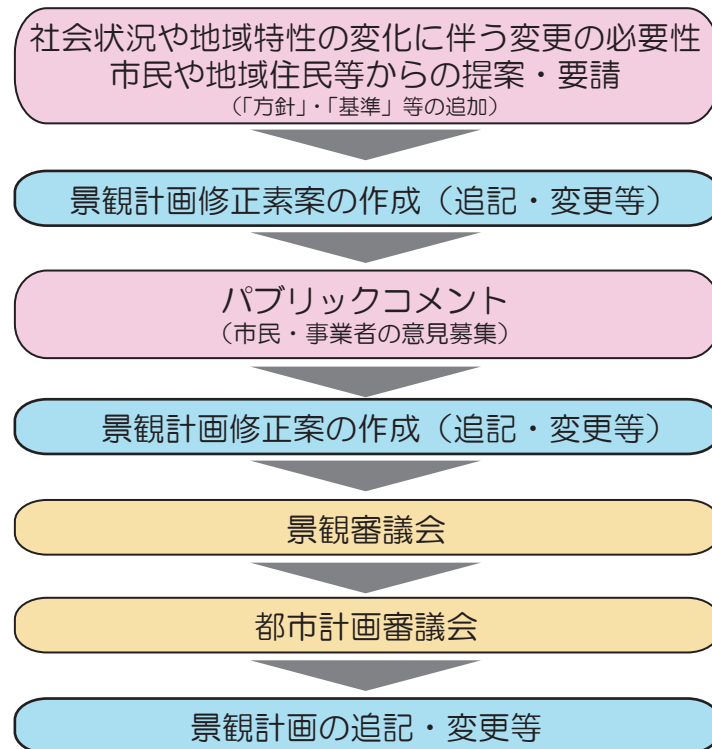 社会状況や地域特性の変化に伴う変更の必要性
市民や地域住民等からの提案・要請
(「方針」・「基準」等の追加)
景観計画修正素案の作成(追記・変更等)
パブリックコメント
(市民・事業者の意見募集)
景観計画修正案の作成(追記・変更等)
景観審議会
都市計画審議会
景観計画の追記・変更等